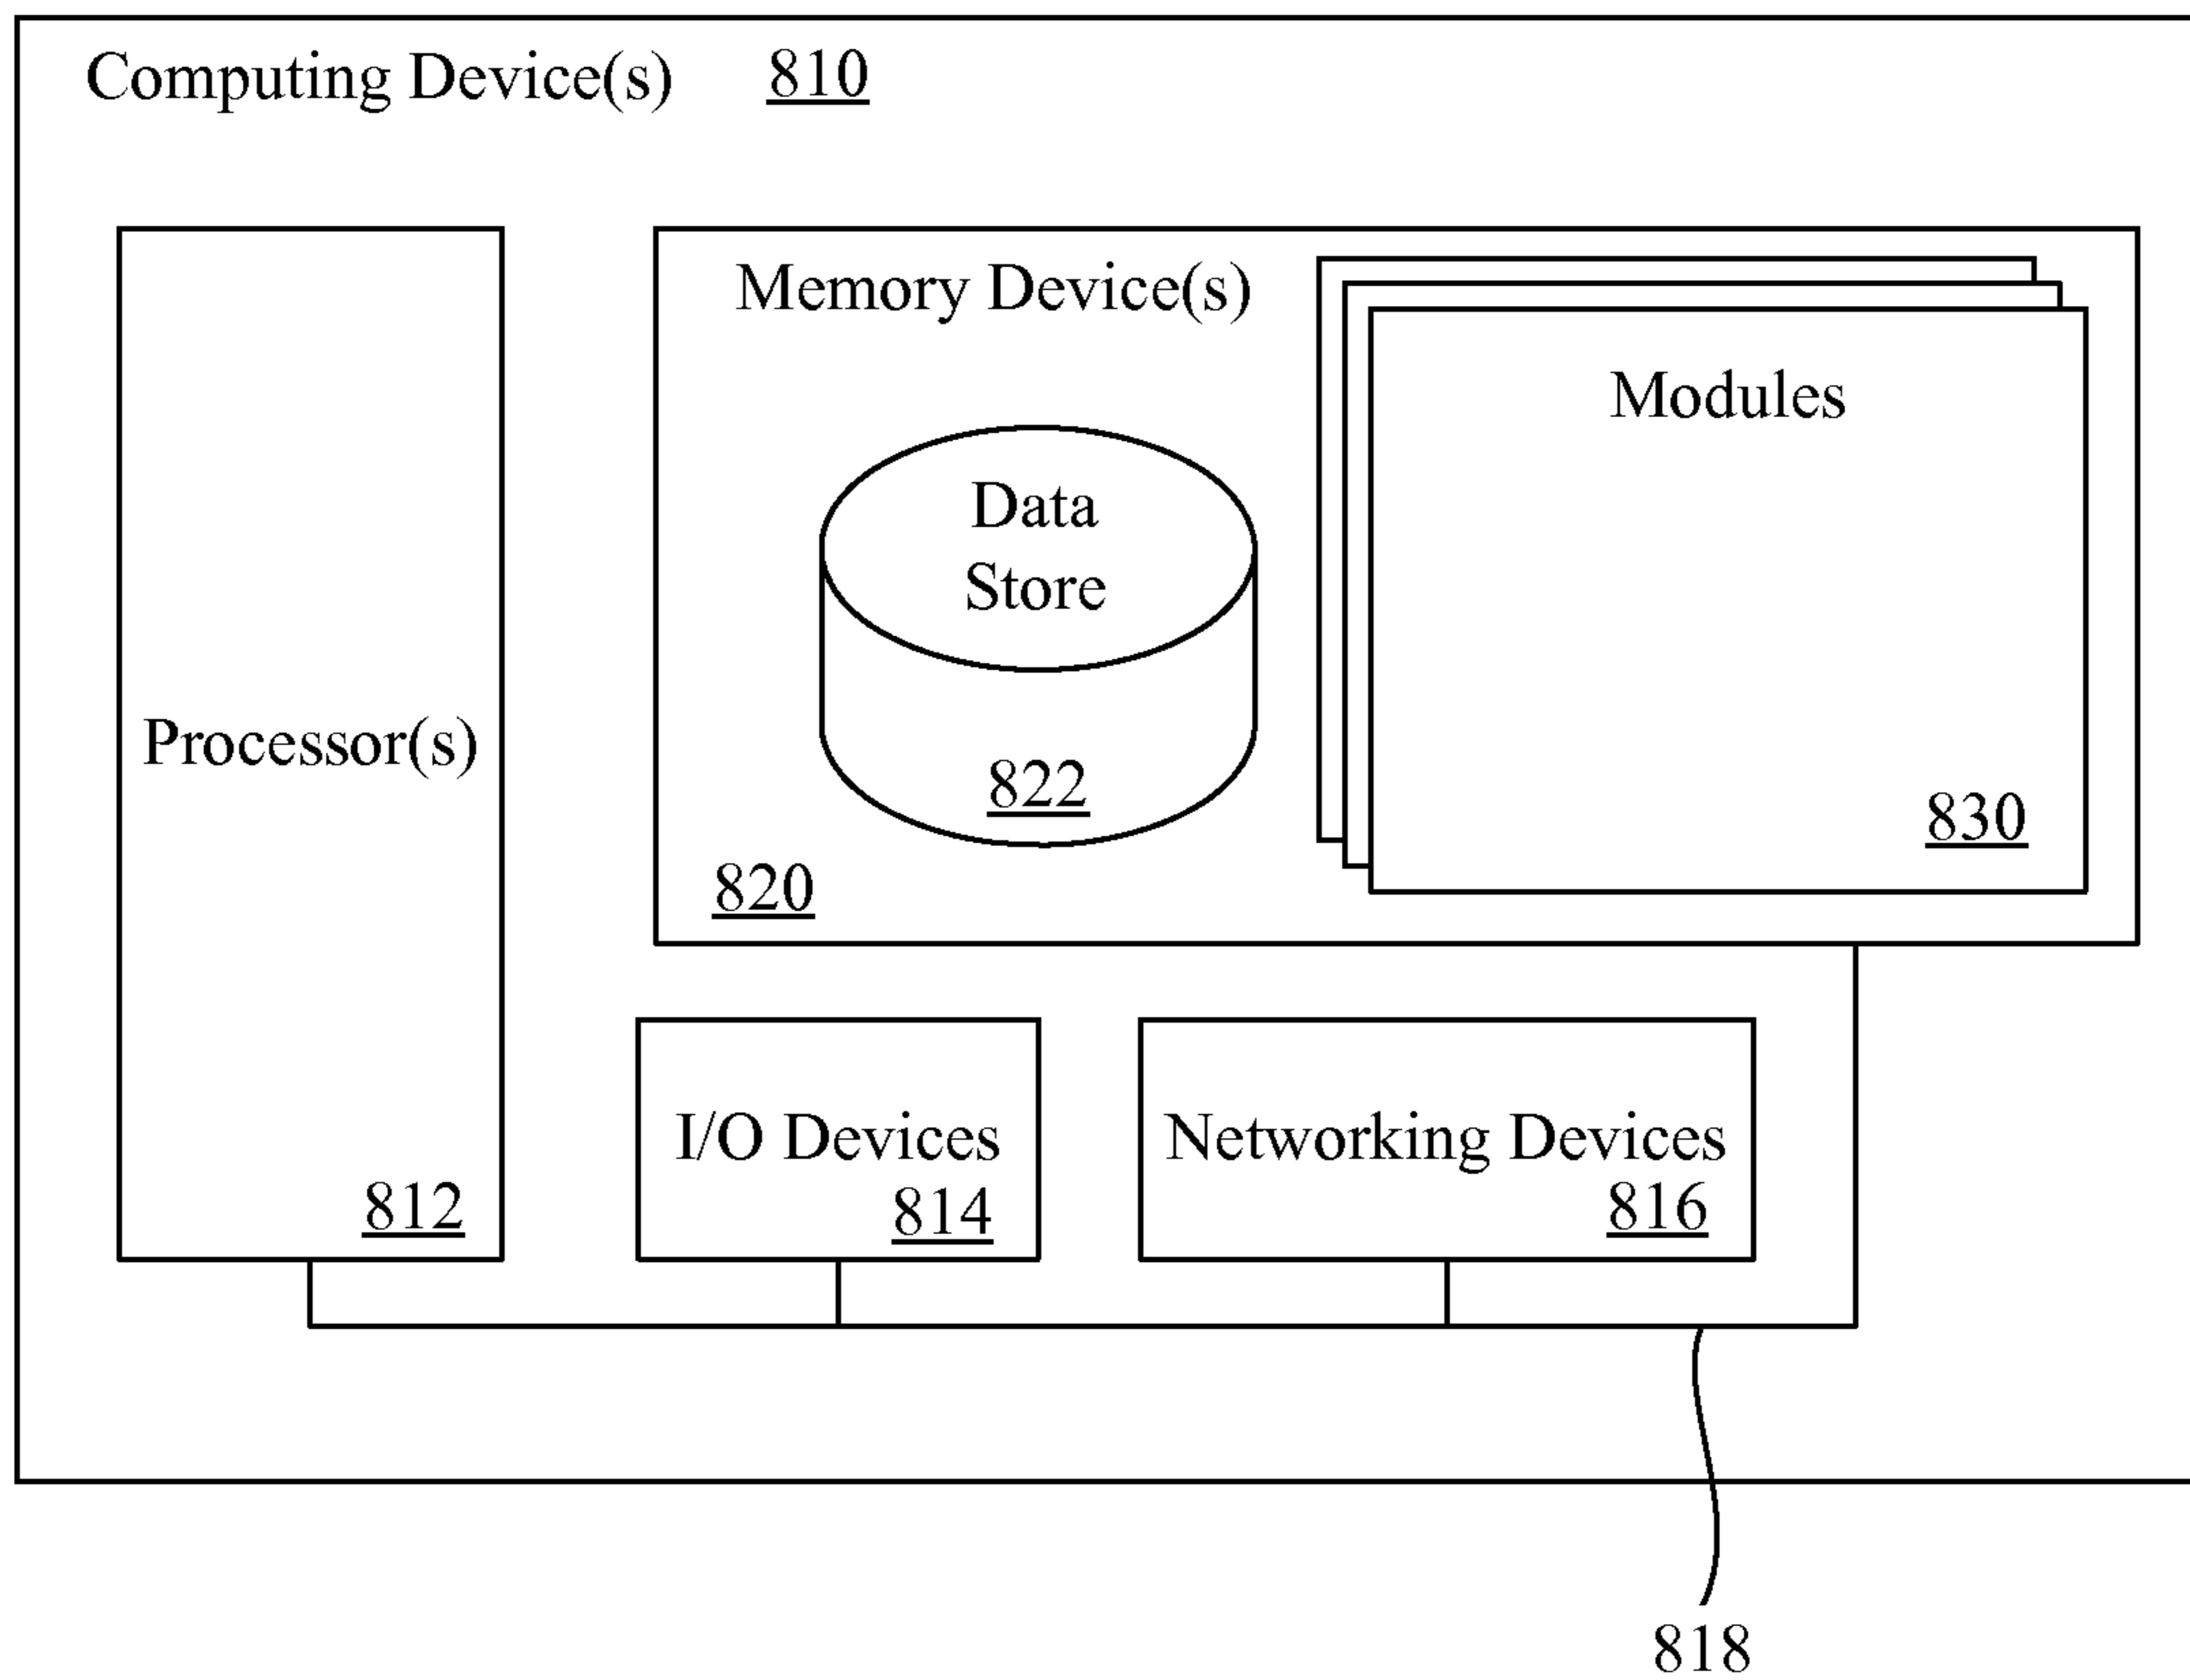 Computing Device(s) 810
Memory Device(s)
Modules
Data
Store
Processor(s)
822
830
820
I/O Devices
Networking Devices
812
814
816
818